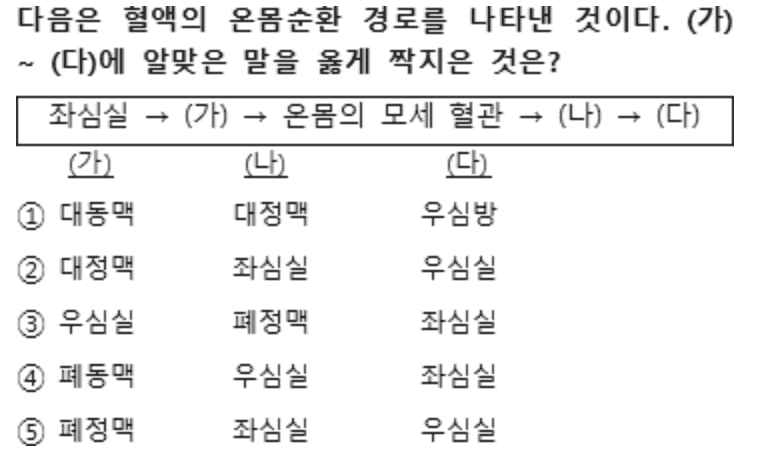 다음은 혈액의 온몸순환 경로를 나타낸 것이다. (가)
~ (다)에 알맞은 말을 옳게 짝지은 것은?
좌심실 → (가) → 온몸의 모세 혈관 → (나) → (다)
(가) (나) (다)
① 대동맥 대정맥 우심방
② 대정맥 좌심실 우심실
③ 우심실 폐정맥 좌심실
④ 폐동맥 우심실 좌심실
⑤ 폐정맥 좌심실 우심실